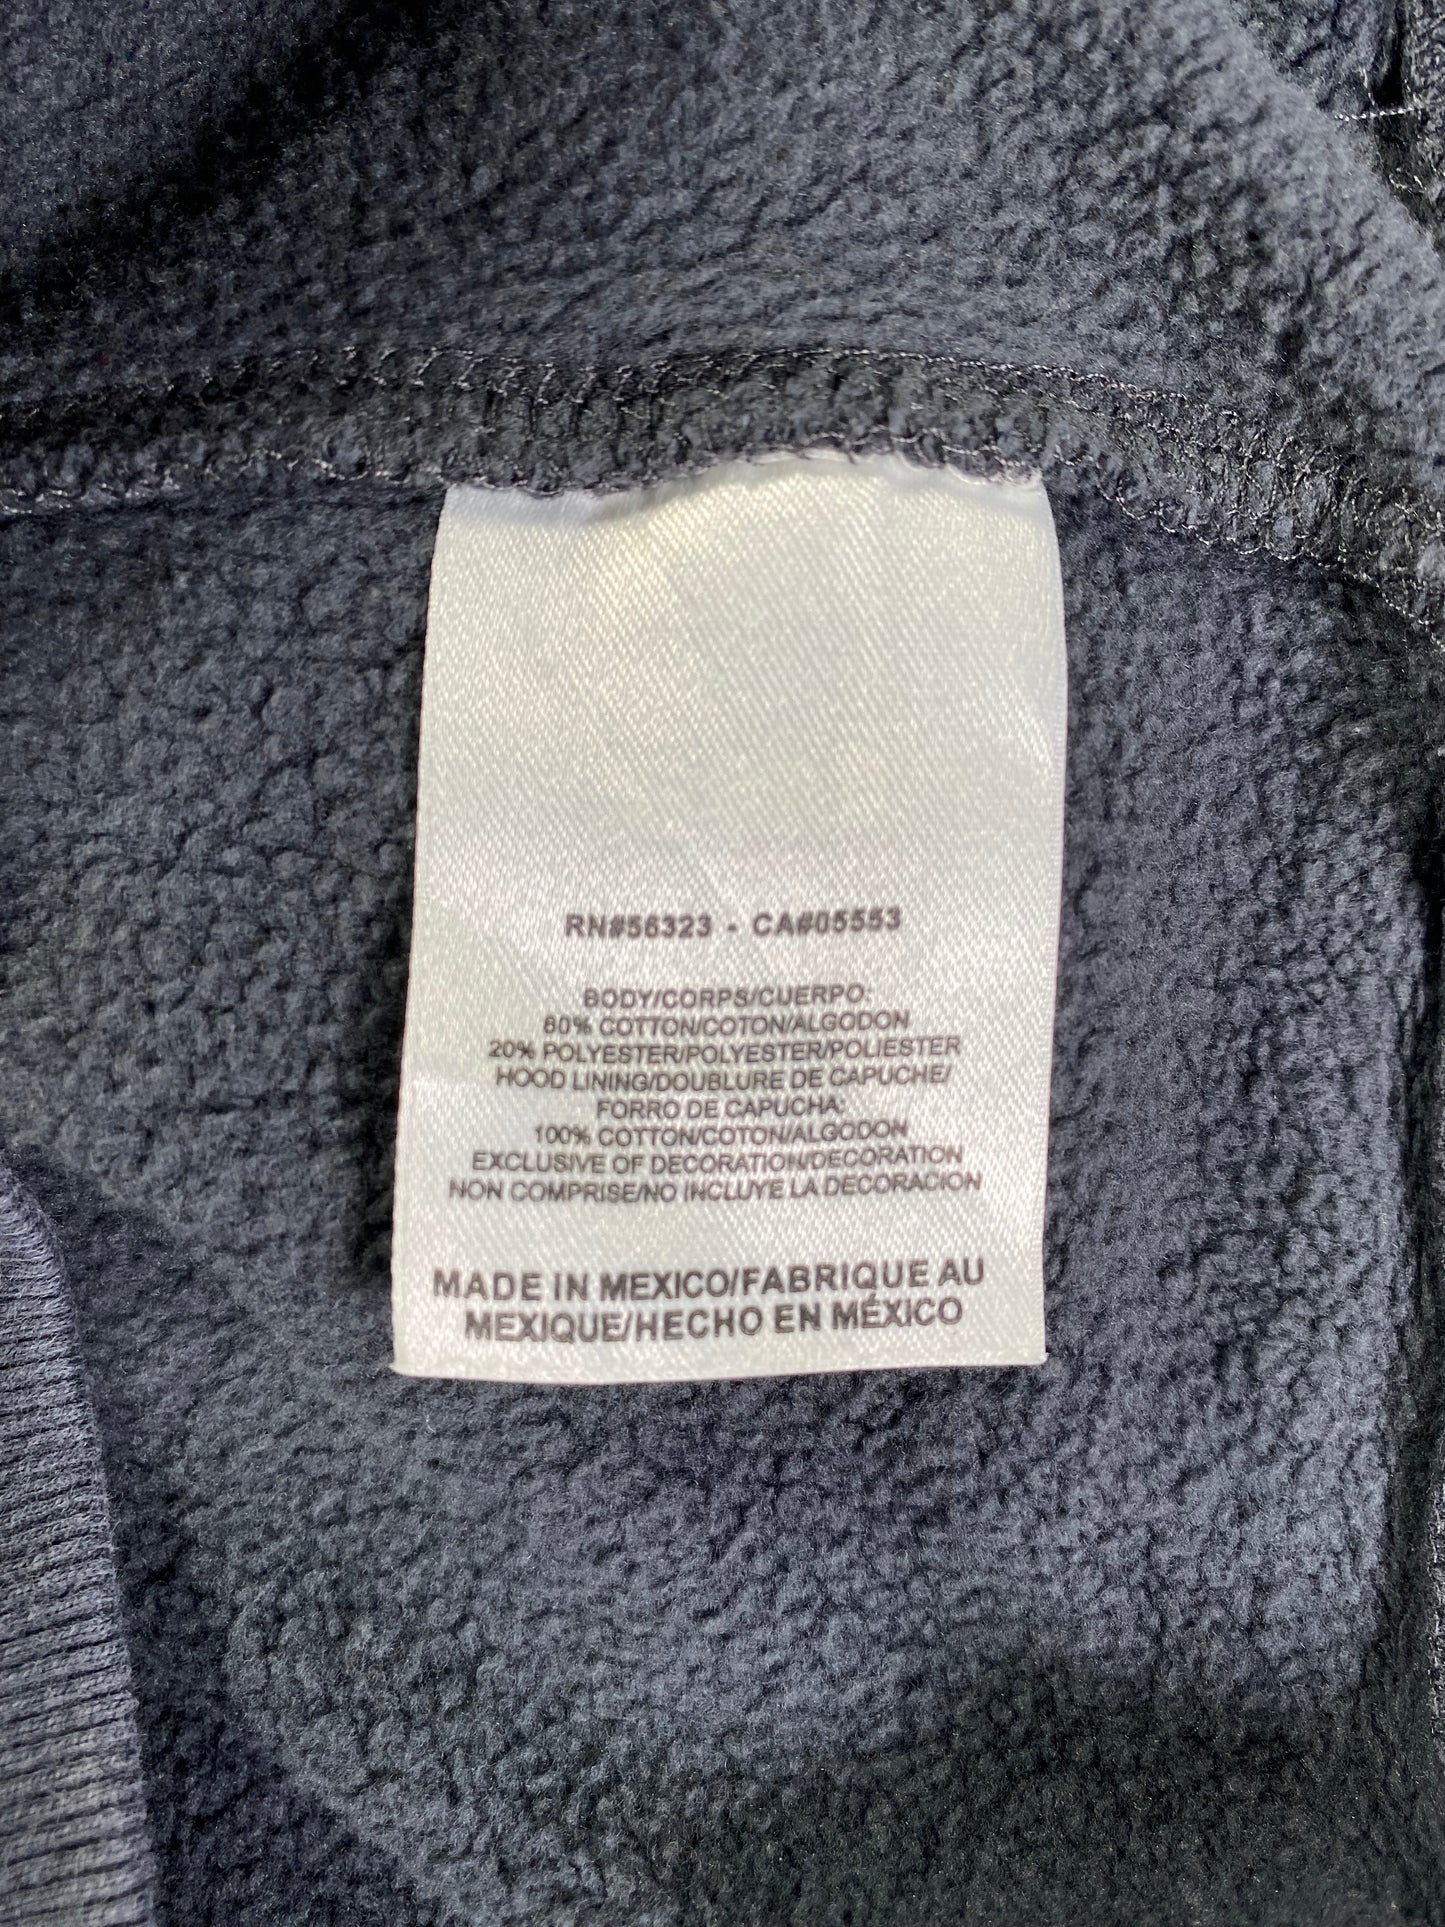 RN#56323 - CA#05553
BODY/CORPS/CUERPO:
80% COTTON/COTON/ALGODON
20% POLYESTER/POLYESTER/POLIESTER
HOOD LINING/DOUBLURE DE CAPUCHE/
FORRO DE CAPUCHA:
100% COTTON/COTON/ALGODON
EXCLUSIVE OF DECORATION/DECORATION
NON COMPRISE/NO INCLUYE LA DECORACION
MADE IN MEXICO/FABRIQUE AU
MEXIQUE/HECHO EN MÉXICO